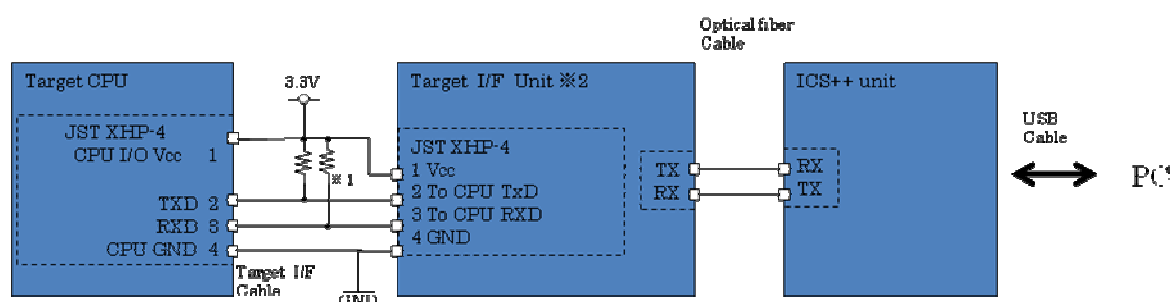 Optical fiber
Cable
Target CPU
3.3V
Target I/F Unit ※2
ICS++ unit
JST XHP-4
CPU I/O Vcc 1
TXD 2
RXD 3
CPU GND 4
※1
JST XHP-4
1 Vcc
2 To CPU TxD
3 To CPU RXD
4 GND
TX
RX
RX
TX
USB
Cable
Target I/F
Cable